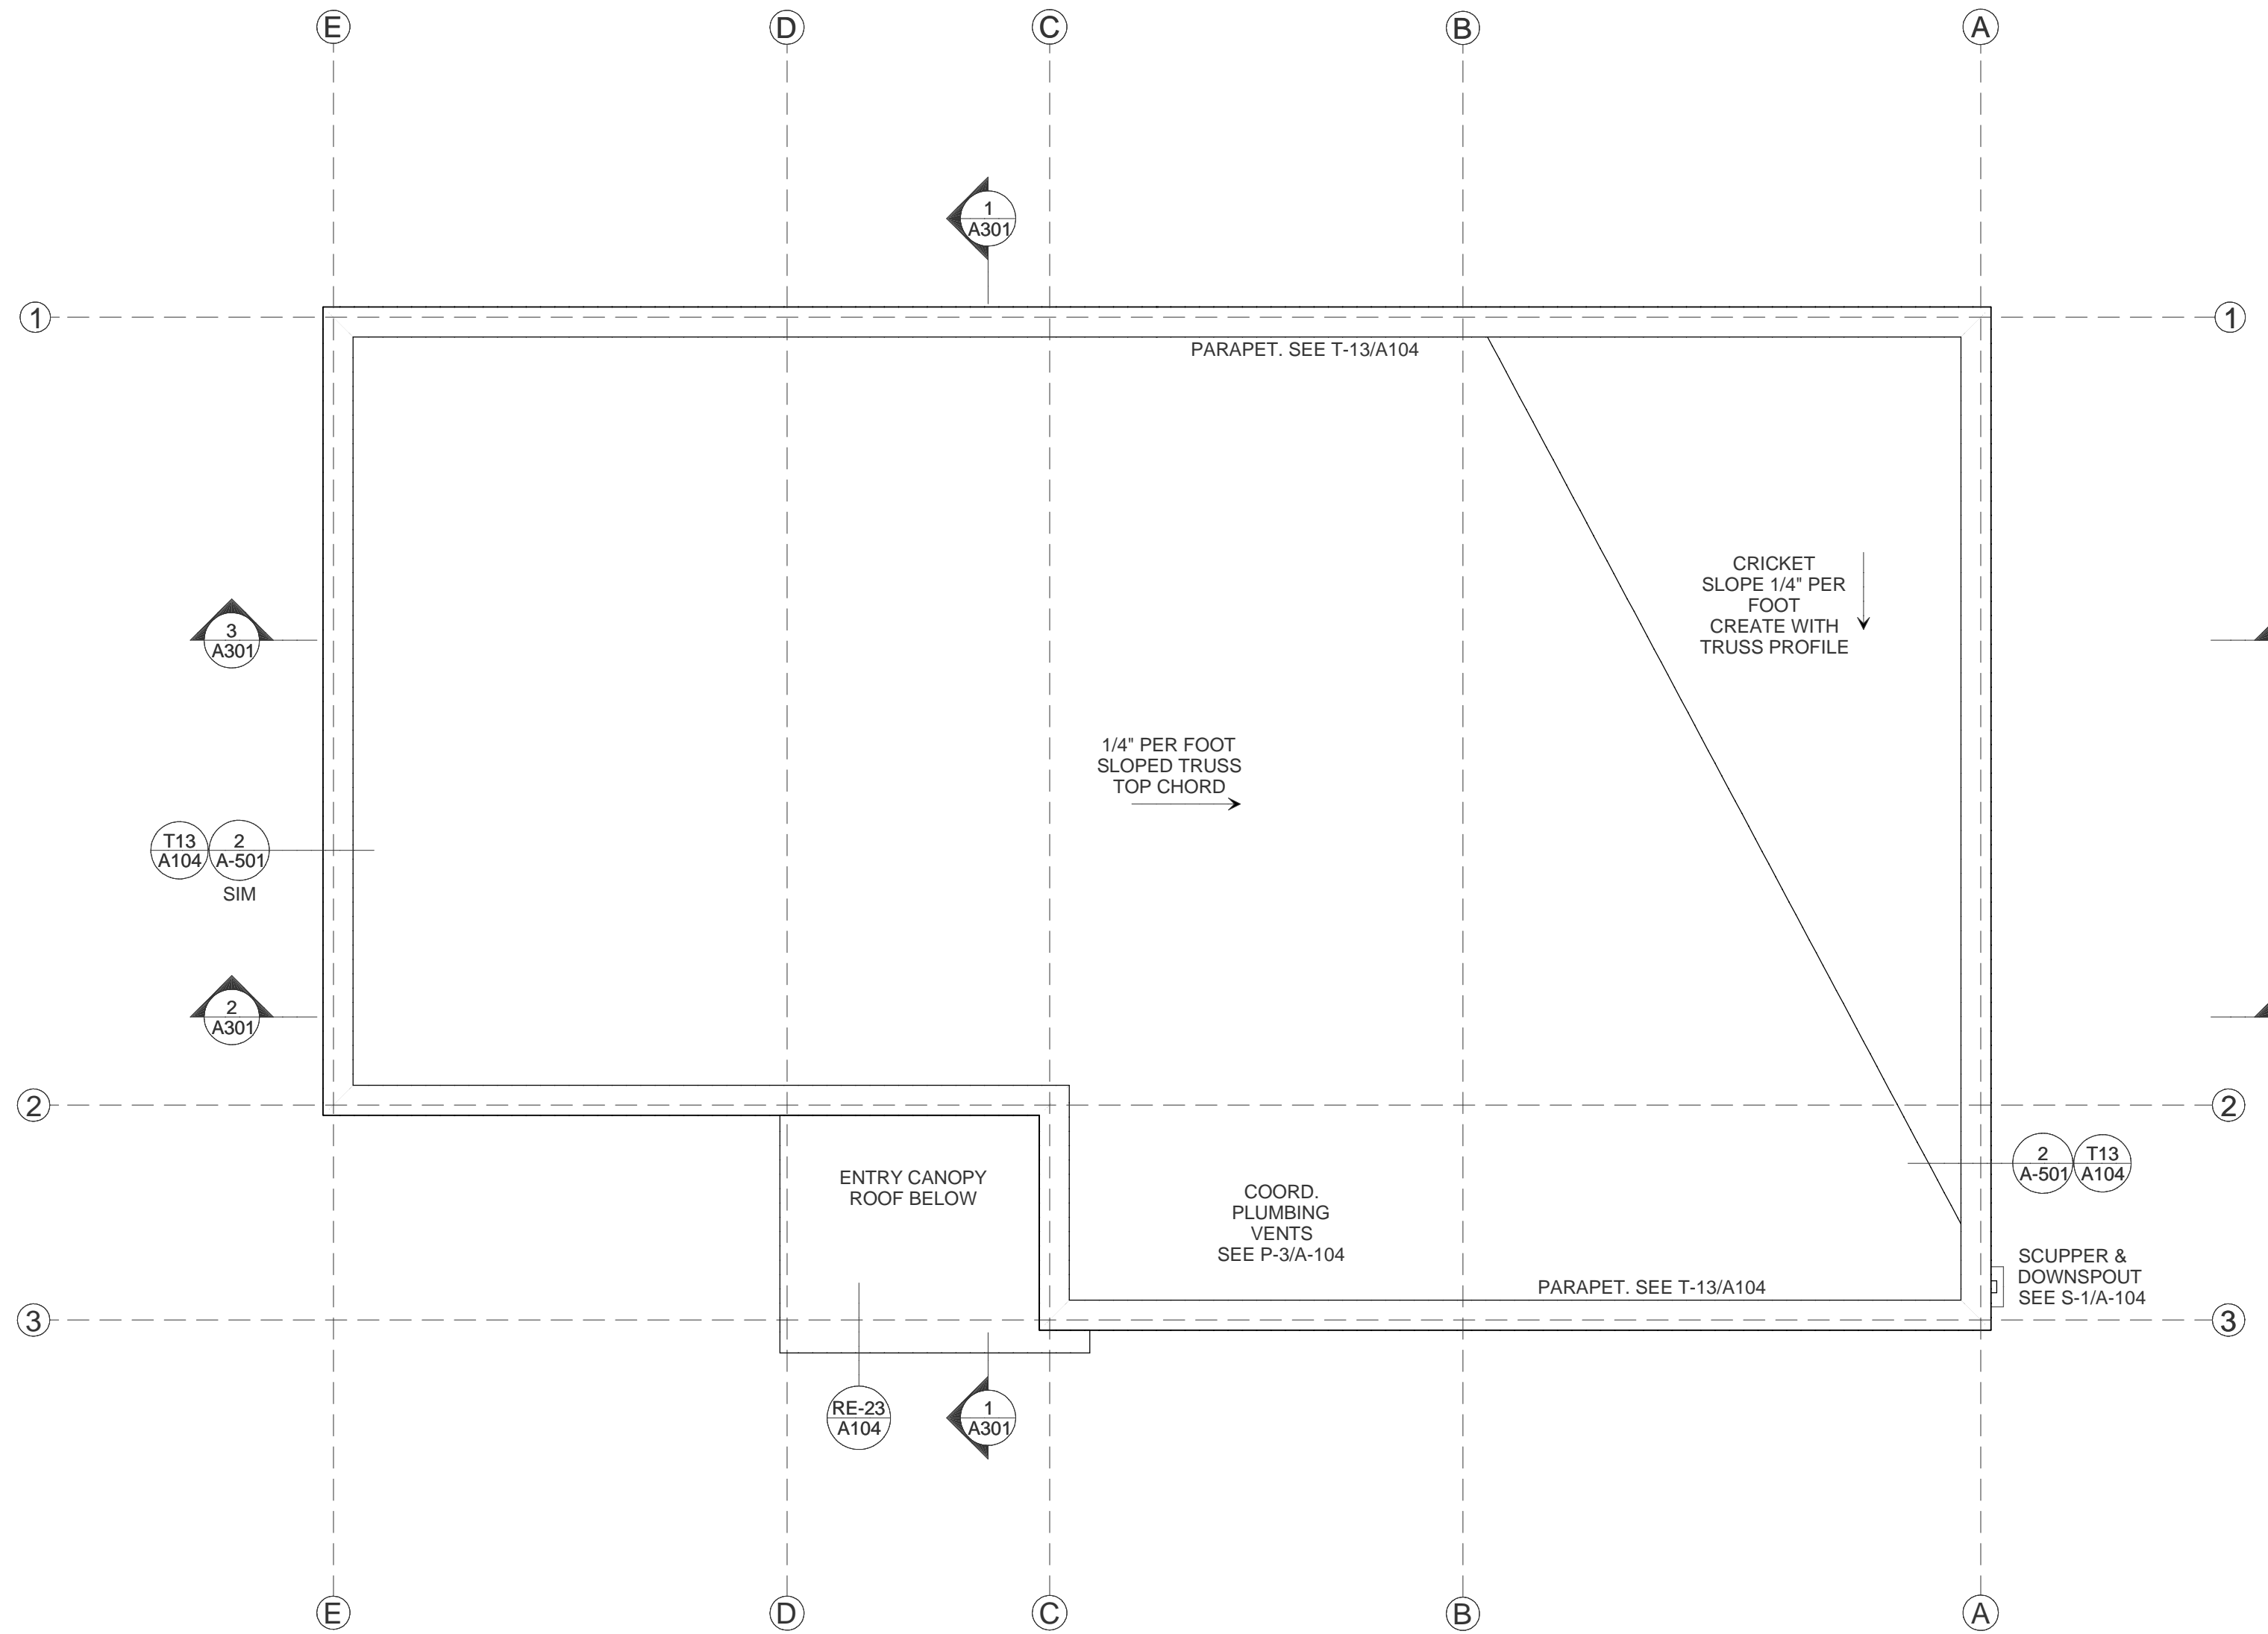 E
D
C
B
A
1
A301
1
1
PARAPET. SEE T-13/A104
CRICKET
SLOPE 1/4" PER
FOOT
CREATE WITH
TRUSS PROFILE
3
A301
1/4" PER FOOT
SLOPED TRUSS
TOP CHORD
T13
A104
2
A-501
SIM
2
A301
2
2
ENTRY CANOPY
ROOF BELOW
COORD.
PLUMBING
VENTS
SEE P-3/A-104
2
A-501
T13
A104
SCUPPER &
DOWNSPOUT
SEE S-1/A-104
PARAPET. SEE T-13/A104
3
3
RE-23
A104
1
A301
E
D
C
B
A